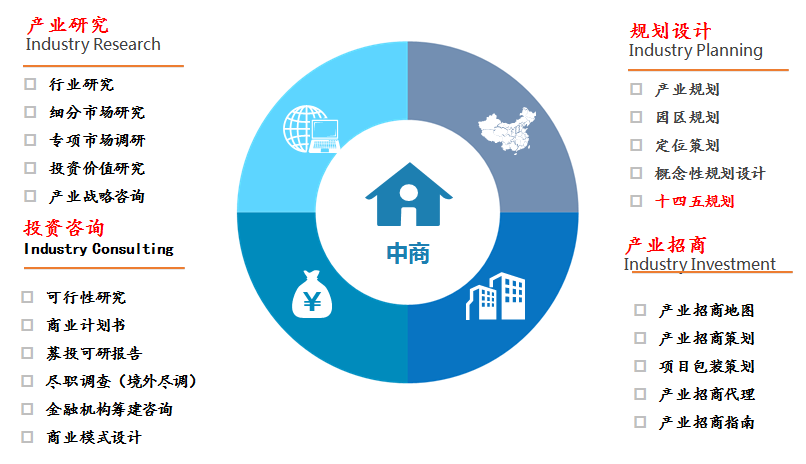 产业研究
Industry Research
行业研究
细分市场研究
专项市场调研
投资价值研究
产业战略咨询
投资咨询
Industry Consulting
可行性研究
商业计划书
募投可研报告
尽职调查（境外尽调）
金融机构筹建咨询
商业模式设计
¥
中商
规划设计
Industry Planning
产业规划
园区规划
定位策划
概念性规划设计
十四五规划
产业招商
Industry Investment
产业招商地图
产业招商策划
项目包装策划
产业招商代理
产业招商指南